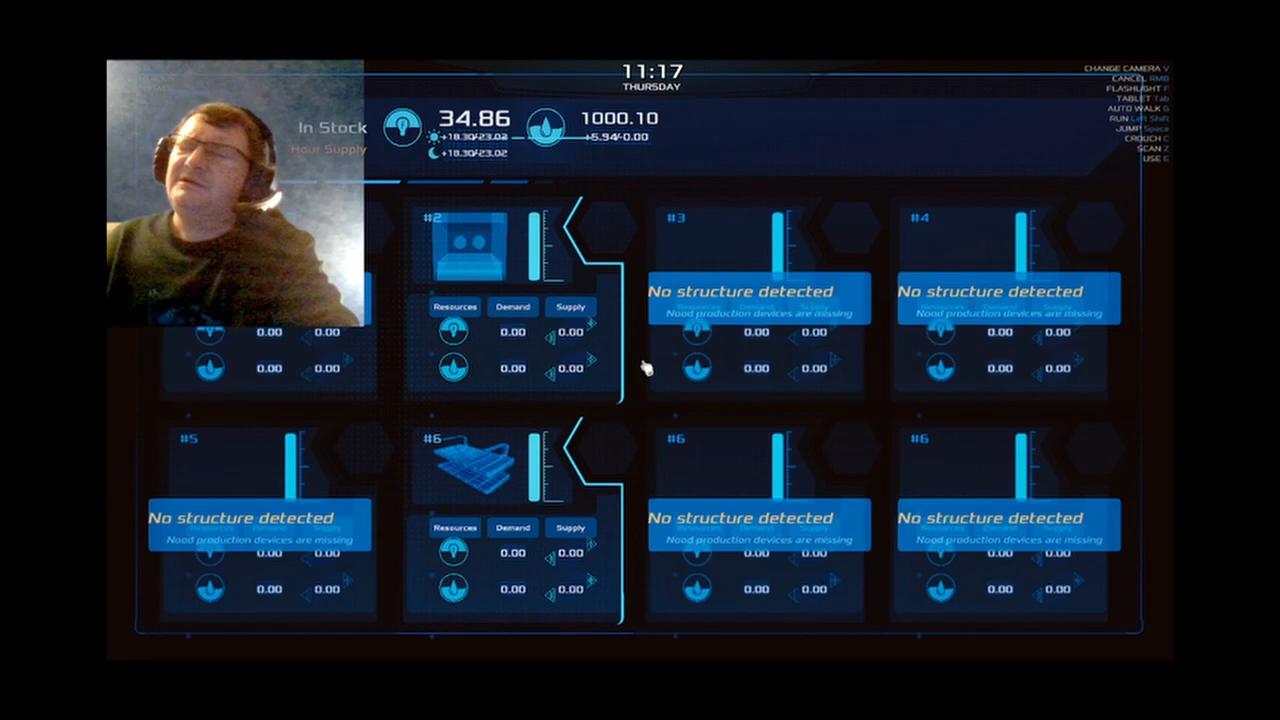 11:17
THURSDAY
CHANGE CAMERA V
CANCEL RMB
FLASHLIGHT F
TABLET Tab
AUTO WALK G
RUN Left Shift
JUMP Space
CROUCH C
SCAN Z
USE E
In Stock
34.86
1000.10
Hour Supply
+18.30/-23.02
+5.94/-0.00
+18.30/-23.02
#2
#3
#4
No structure detected
No structure detected
Nood production devices are missing
Nood production devices are missing
Resources Demand Supply
0.00 0.00
0.00 0.00
0.00 0.00
0.00 0.00
0.00 0.00
0.00 0.00
0.00 0.00
0.00 0.00
#5
#6
#6
#6
No structure detected
No structure detected
No structure detected
Nood production devices are missing
Nood production devices are missing
Nood production devices are missing
Resources Demand Supply
0.00 0.00
0.00 0.00
0.00 0.00
0.00 0.00
0.00 0.00
0.00 0.00
0.00 0.00
0.00 0.00